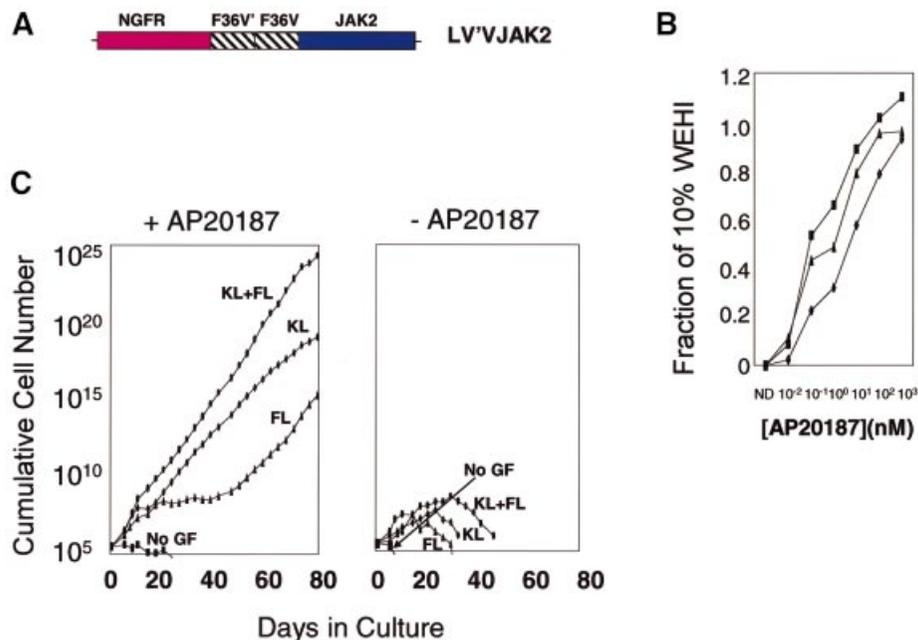 A
NGFR F36V' F36V JAK2
LV'VJAK2
B
Fraction of 10% WEHI
1.2
1.0
0.8
0.6
0.4
0.2
0
ND 10-2 10-1 100 101 102 103
[AP20187](nM)
C
+ AP20187
- AP20187
Cumulative Cell Number
1025
1020
1015
1010
105
KL+FL
KL
FL
No GF
No GF
KL+FL
KL
FL
0 20 40 60 80
0 20 40 60 80
Days in Culture